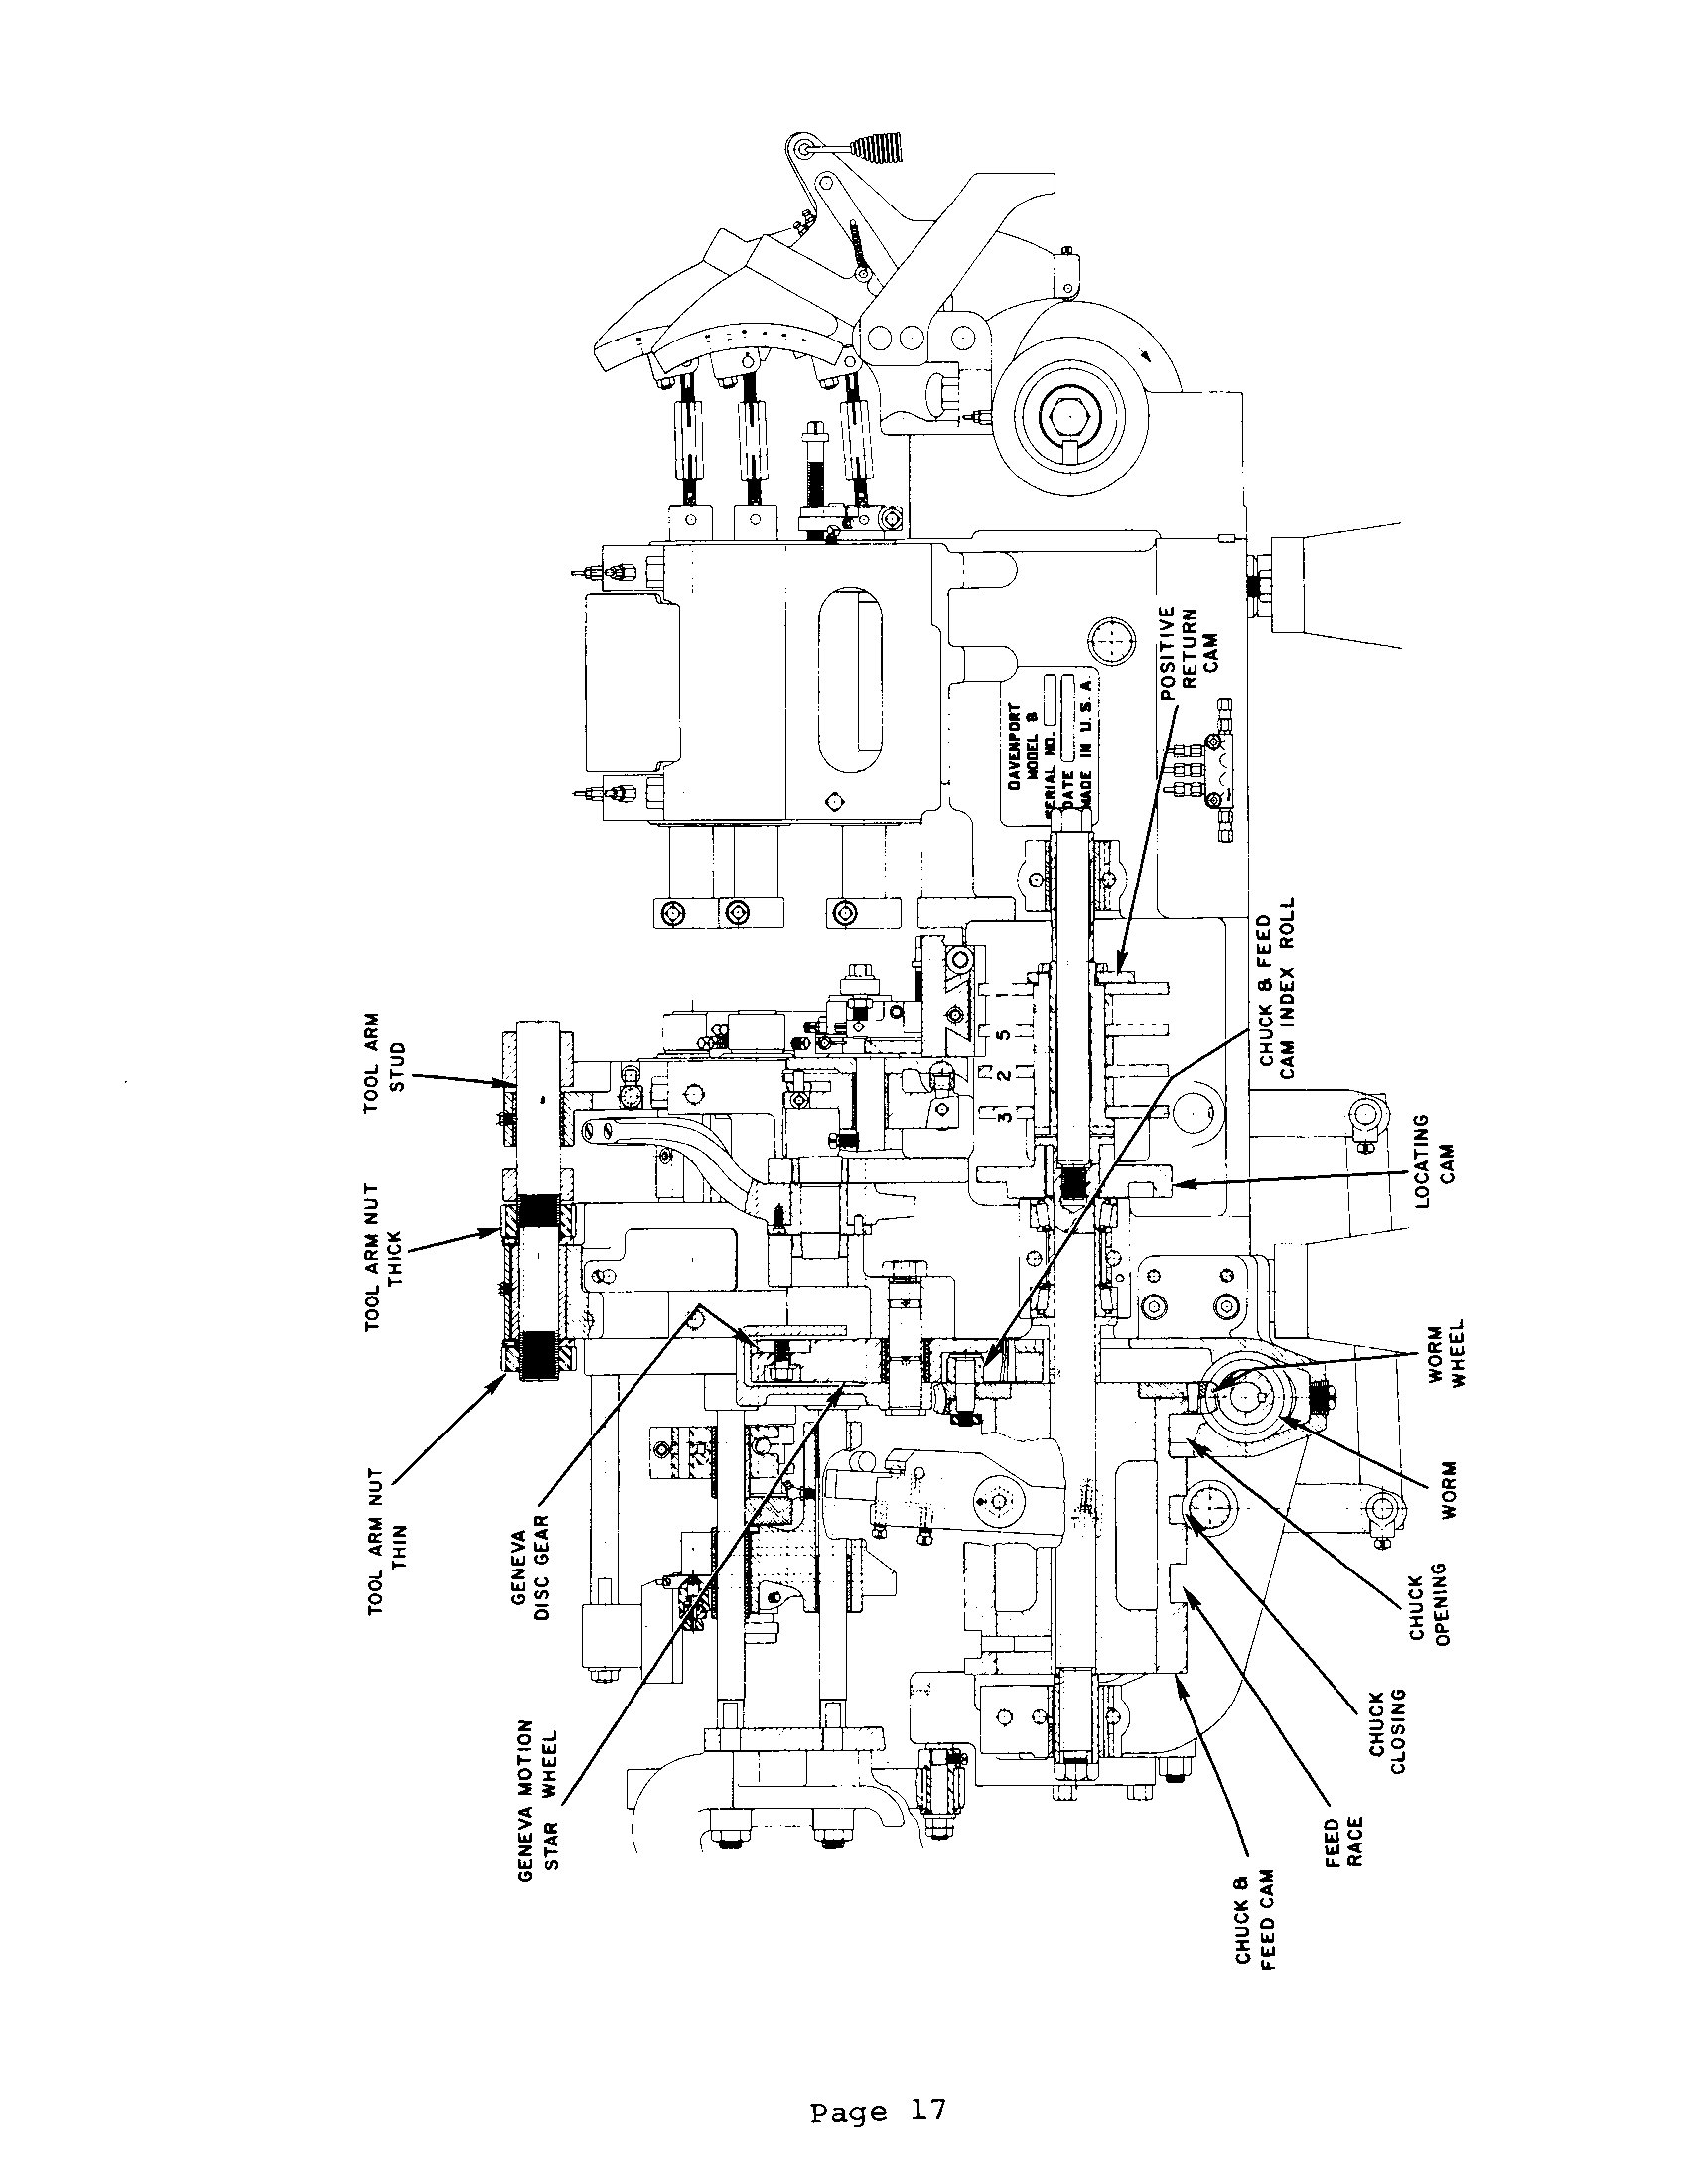 TOOL ARM
STUD
TOOL ARM NUT
THICK
TOOL ARM NUT
THIN
GENEVA
DISC GEAR
GENEVA MOTION
STAR WHEEL
DAVENPORT
MODEL B
SERIAL NO.
DATE
MADE IN U.S.A.
POSITIVE
RETURN
CAM
CHUCK & FEED
CAM INDEX ROLL
1
5
2
3
LOCATING
CAM
WORM
WHEEL
WORM
CHUCK
OPENING
CHUCK
CLOSING
FEED
RACE
CHUCK &
FEED CAM
Page 17